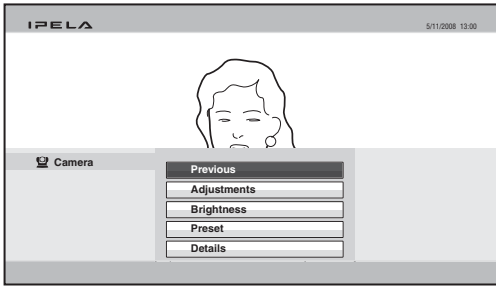 IPELA
5/11/2008 13:00
Camera
Previous
Adjustments
Brightness
Preset
Details